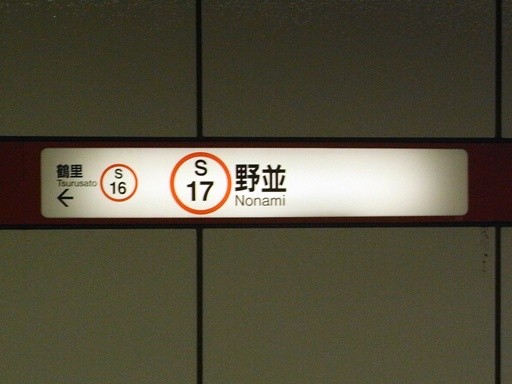 鶴里
Tsurusato
←
S
16
S
17
野並
Nonami